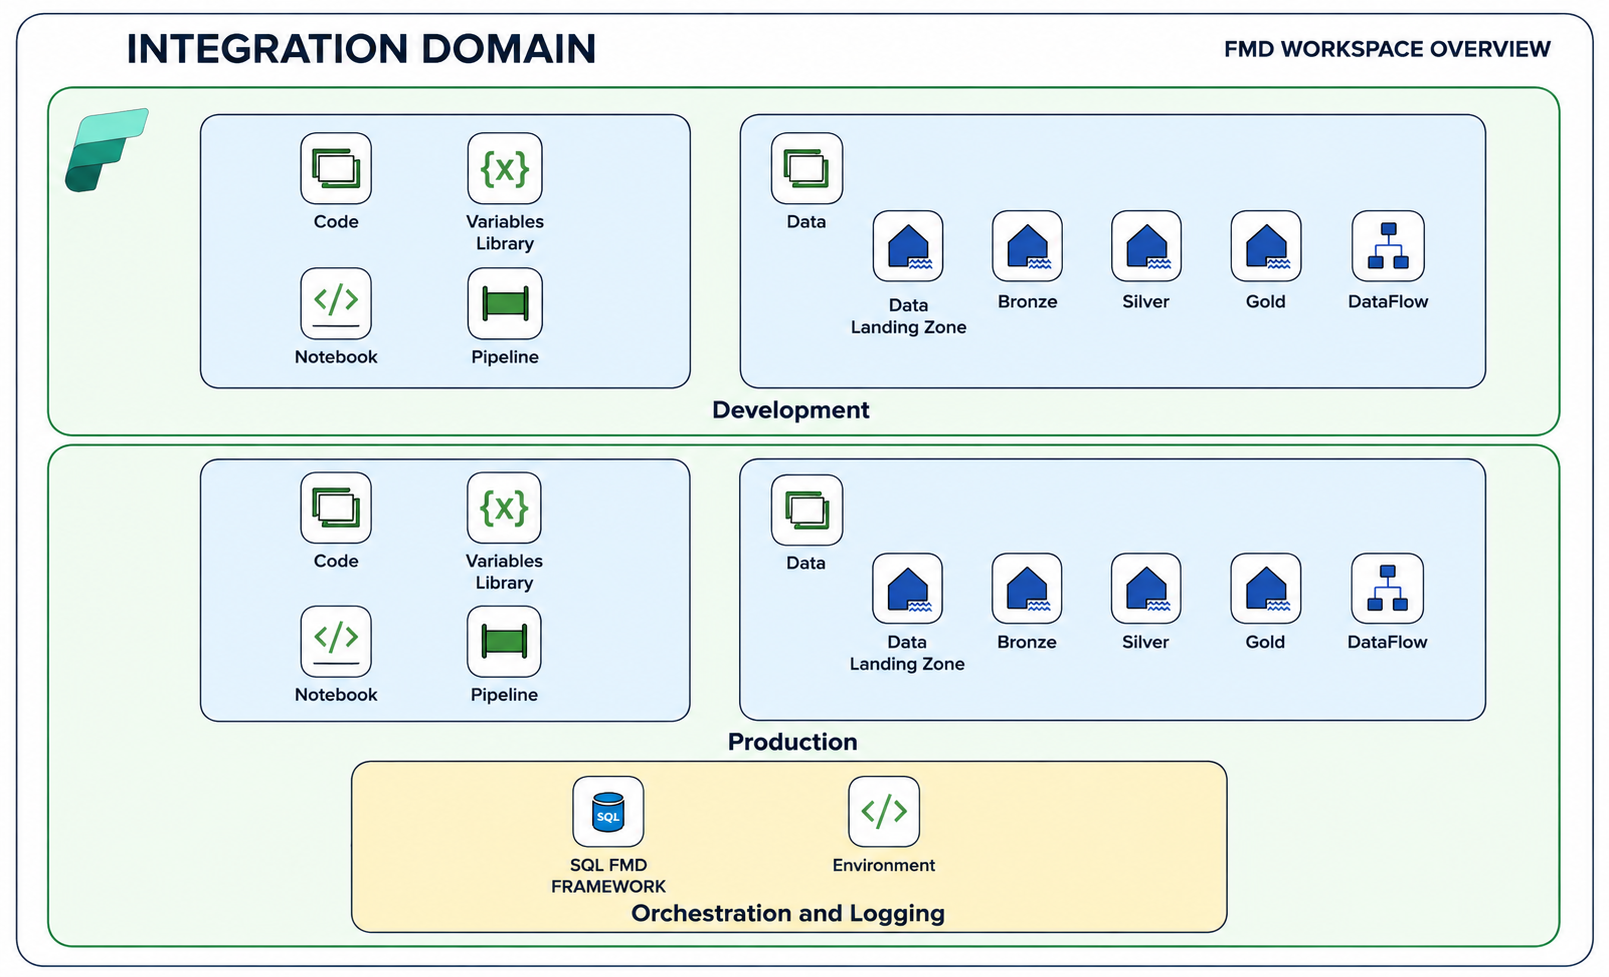 INTEGRATION DOMAIN
FMD WORKSPACE OVERVIEW
Code
{x}
Variables
Library
</>
Notebook
Pipeline
Data
Data
Landing Zone
Bronze
Silver
Gold
DataFlow
Development
Code
{x}
Variables
Library
</>
Notebook
Pipeline
Data
Data
Landing Zone
Bronze
Silver
Gold
DataFlow
Production
SQL
SQL FMD
FRAMEWORK
</>
Environment
Orchestration and Logging